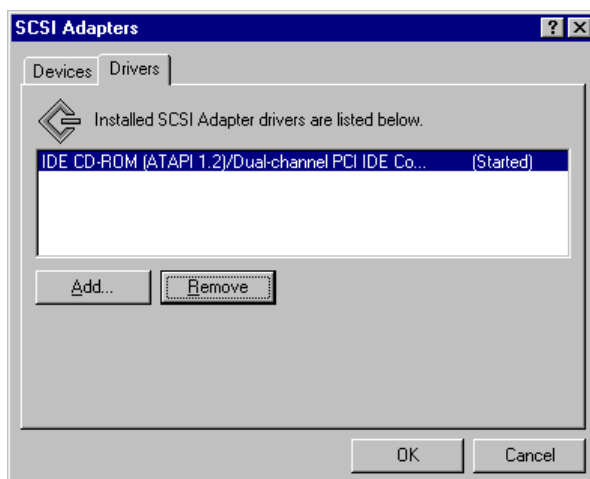 SCSI Adapters
Devices Drivers
Installed SCSI Adapter drivers are listed below.
IDE CD-ROM (ATAPI 1.2)/Dual-channel PCI IDE Co... (Started)
Add... Remove
OK Cancel